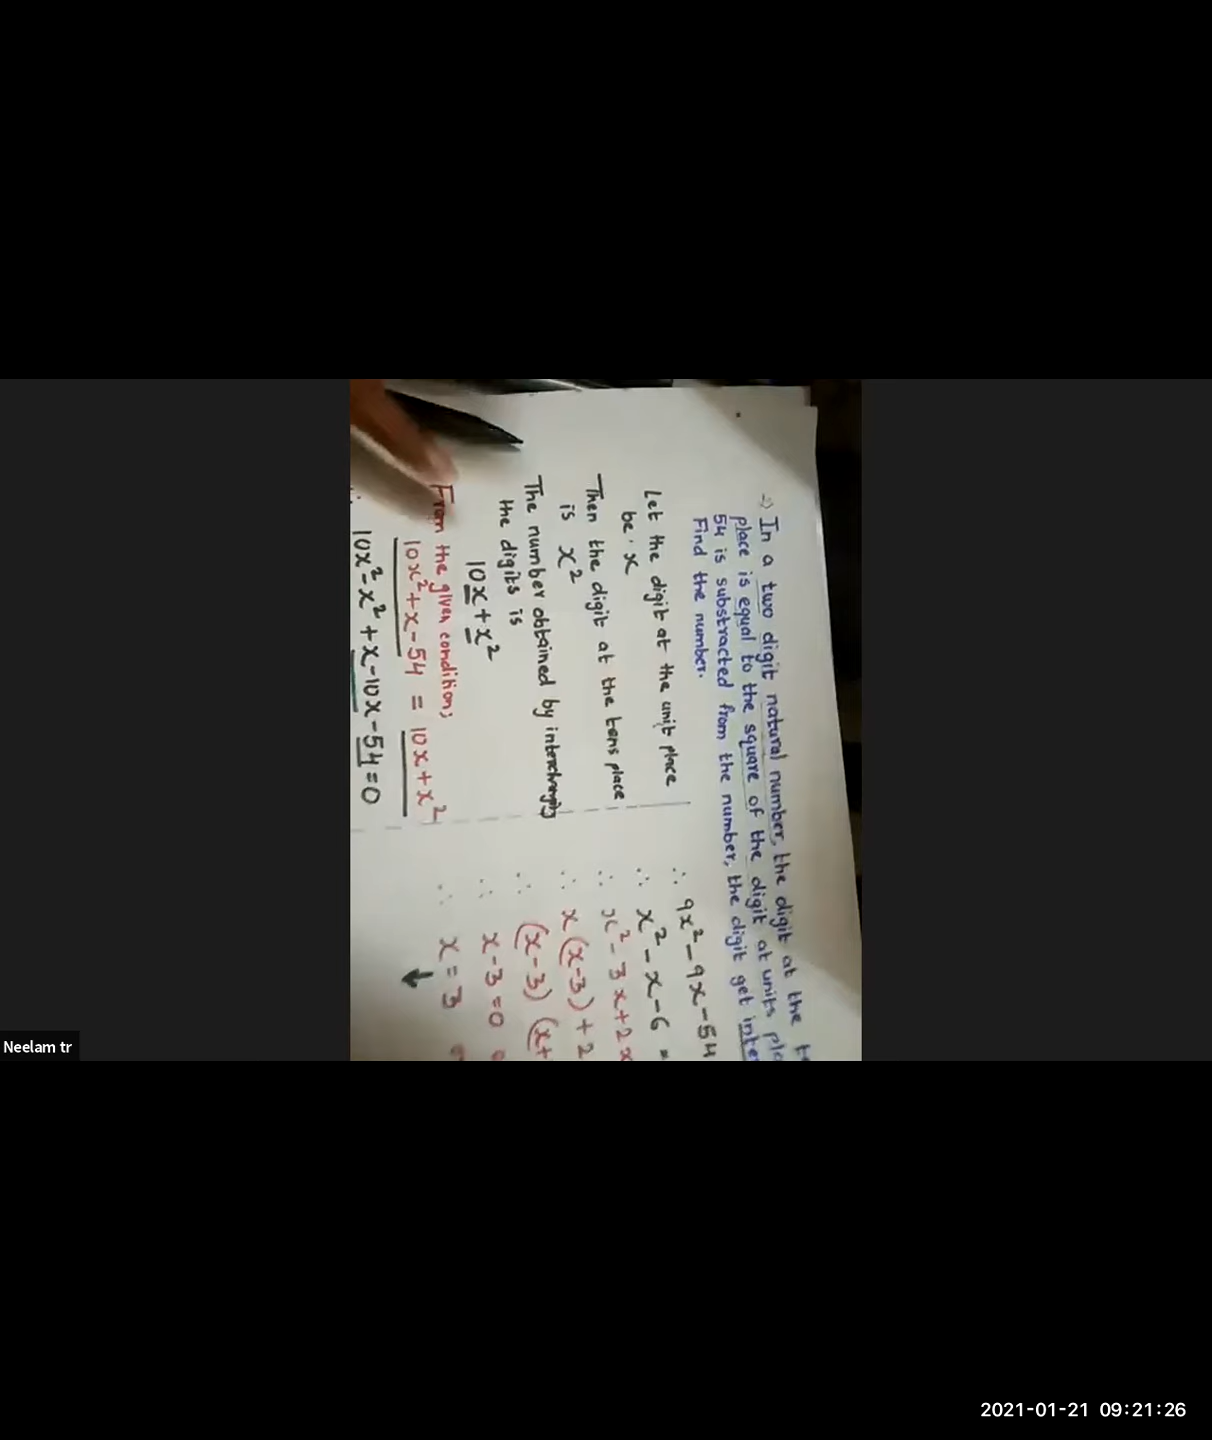 →) In a two digit natural number, the digit at the
place is equal to the square of the digit at units
54 is substracted from the number, the digit get
Find the number.
Let the digit at the unit place
be. x
Then the digit at the tens place
is x²
The number obtained by
the digits is
10x + x²
From the given condition;
10x² + x - 54 = 10x + x²
10x² - x² + x - 10x - 54 = 0
∴ 9x² - 9x - 54
∴ x² - x - 6 =
∴ x² - 3x + 2x
∴ x(x-3) + 2
∴ (x-3) (x+
∴ x - 3 = 0
∴ x = 3
Neelam tr
2021-01-21 09:21:26